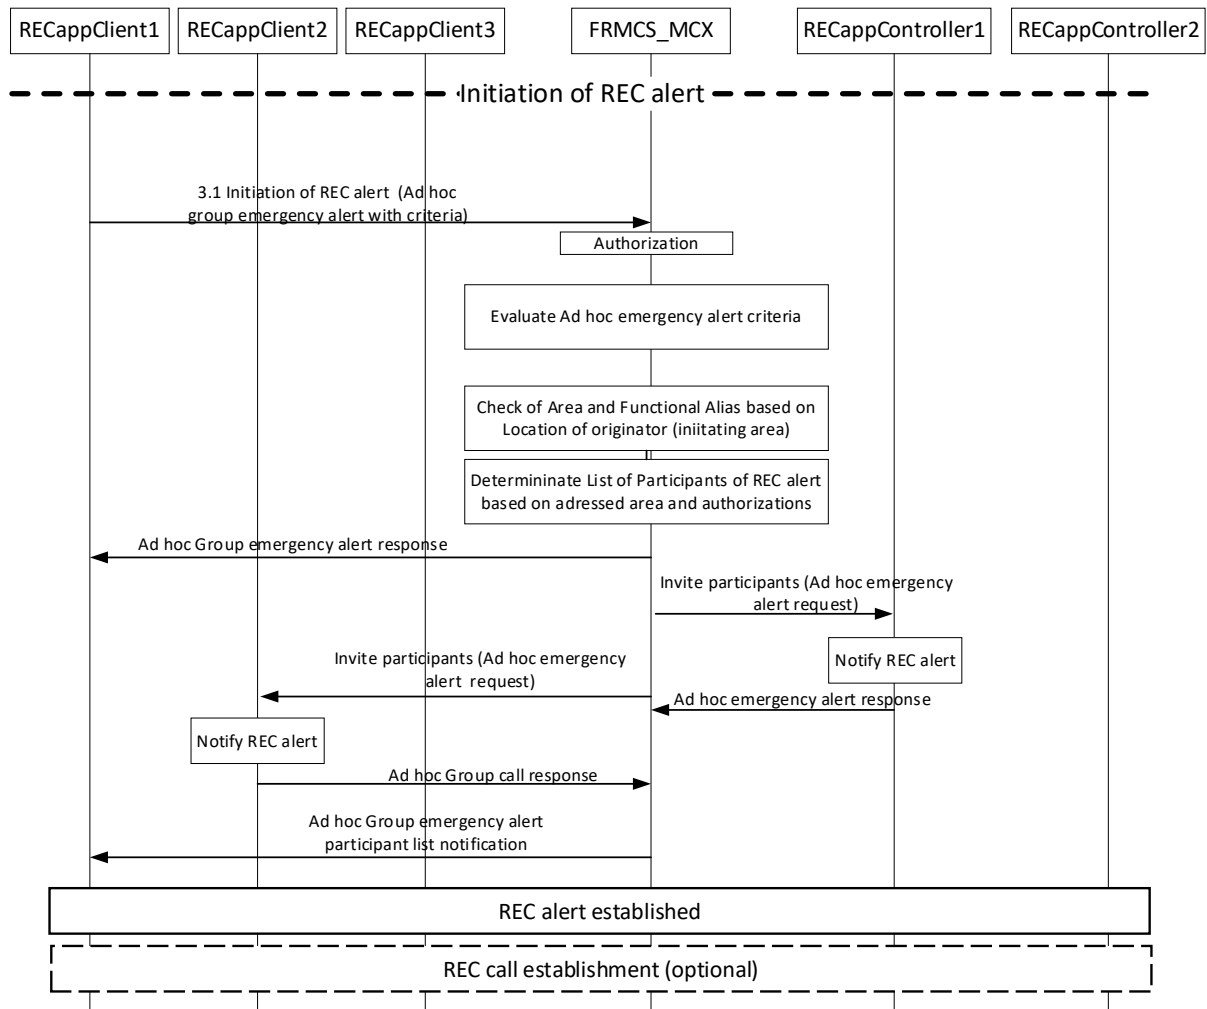 RECappClient1
RECappClient2
RECappClient3
FRMCS_MCX
RECappController1
RECappController2
Initiation of REC alert
3.1 Initiation of REC alert (Ad hoc
group emergency alert with criteria)
Authorization
Evaluate Ad hoc emergency alert criteria
Check of Area and Functional Alias based on
Location of originator (iniitating area)
Determininate List of Participants of REC alert
based on adressed area and authorizations
Ad hoc Group emergency alert response
Invite participants (Ad hoc emergency
alert request)
Notify REC alert
Invite participants (Ad hoc emergency
alert request)
Ad hoc emergency alert response
Notify REC alert
Ad hoc Group call response
Ad hoc Group emergency alert
participant list notification
REC alert established
REC call establishment (optional)